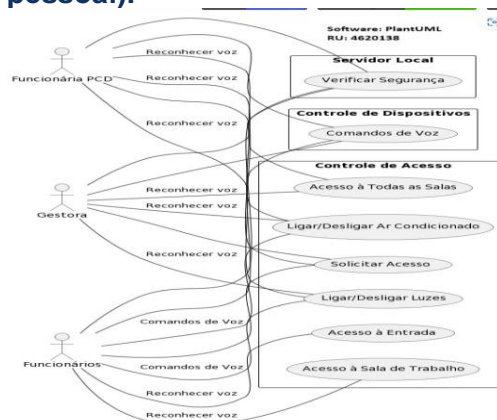 pessoal).
Software: PlantUML
RU: 4620138
Reconhecer voz
Servidor Local
Funcionária PCD
Reconhecer voz
Verificar Segurança
Controle de Dispositivos
Reconhecer voz
Comandos de Voz
Controle de Acesso
Reconhecer voz
Acesso à Todas as Salas
Gestora
Reconhecer voz
Ligar/Desligar Ar Condicionado
Reconhecer voz
Solicitar Acesso
Ligar/Desligar Luzes
Comandos de Voz
Acesso à Entrada
Funcionários
Comandos de Voz
Acesso à Sala de Trabalho
Reconhecer voz
Reconhecer voz